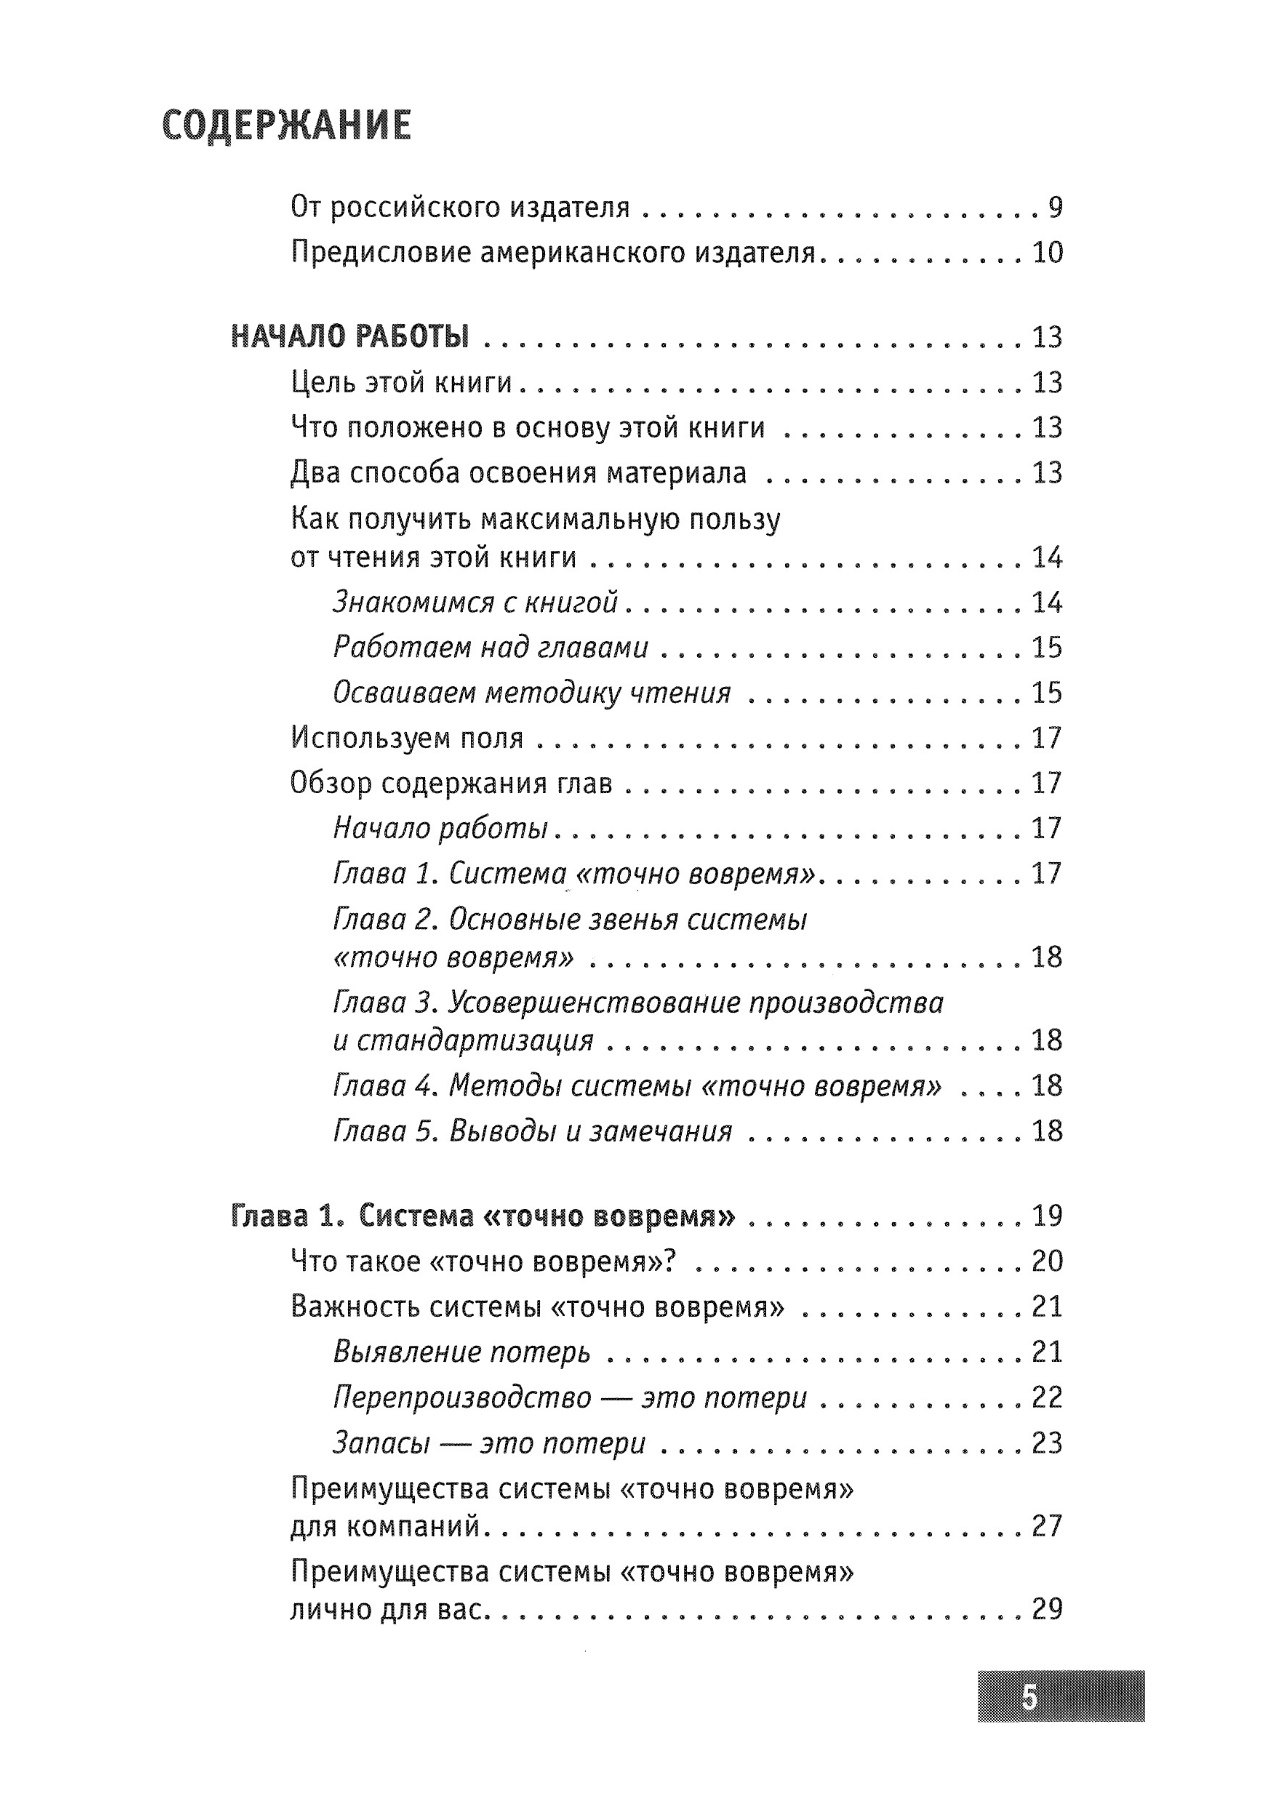 СОДЕРЖАНИЕ
От российского издателя . . . . . . . . . . . . . . . . . . . . . . . 9
Предисловие американского издателя. . . . . . . . . . . . 10
НАЧАЛО РАБОТЫ . . . . . . . . . . . . . . . . . . . . . . . . . . . . . . . 13
Цель этой книги. . . . . . . . . . . . . . . . . . . . . . . . . . . . . 13
Что положено в основу этой книги . . . . . . . . . . . . . . 13
Два способа освоения материала . . . . . . . . . . . . . . . 13
Как получить максимальную пользу
от чтения этой книги . . . . . . . . . . . . . . . . . . . . . . . . . 14
Знакомимся с книгой. . . . . . . . . . . . . . . . . . . . . . . 14
Работаем над главами . . . . . . . . . . . . . . . . . . . . . 15
Осваиваем методику чтения . . . . . . . . . . . . . . . . 15
Используем поля . . . . . . . . . . . . . . . . . . . . . . . . . . . . 17
Обзор содержания глав . . . . . . . . . . . . . . . . . . . . . . . 17
Начало работы. . . . . . . . . . . . . . . . . . . . . . . . . . . 17
Глава 1. Система «точно вовремя». . . . . . . . . . . . 17
Глава 2. Основные звенья системы
«точно вовремя» . . . . . . . . . . . . . . . . . . . . . . . . . 18
Глава 3. Усовершенствование производства
и стандартизация . . . . . . . . . . . . . . . . . . . . . . . . 18
Глава 4. Методы системы «точно вовремя» . . . . 18
Глава 5. Выводы и замечания . . . . . . . . . . . . . . . . 18
Глава 1. Система «точно вовремя» . . . . . . . . . . . . . . . . 19
Что такое «точно вовремя»? . . . . . . . . . . . . . . . . . . . 20
Важность системы «точно вовремя» . . . . . . . . . . . . . 21
Выявление потерь . . . . . . . . . . . . . . . . . . . . . . . . 21
Перепроизводство — это потери . . . . . . . . . . . . 22
Запасы — это потери . . . . . . . . . . . . . . . . . . . . . 23
Преимущества системы «точно вовремя»
для компаний. . . . . . . . . . . . . . . . . . . . . . . . . . . . . . . 27
Преимущества системы «точно вовремя»
лично для вас. . . . . . . . . . . . . . . . . . . . . . . . . . . . . . . 29
5